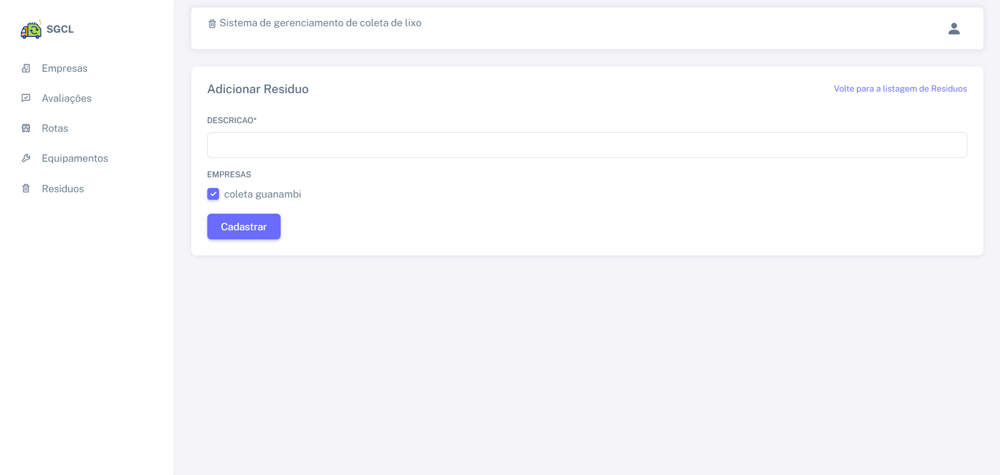 SGCL
Empresas
Avaliações
Rotas
Equipamentos
Residuos
Sistema de gerenciamento de coleta de lixo
Adicionar Residuo
Volte para a listagem de Residuos
DESCRICAO*
EMPRESAS
coleta guanambi
Cadastrar